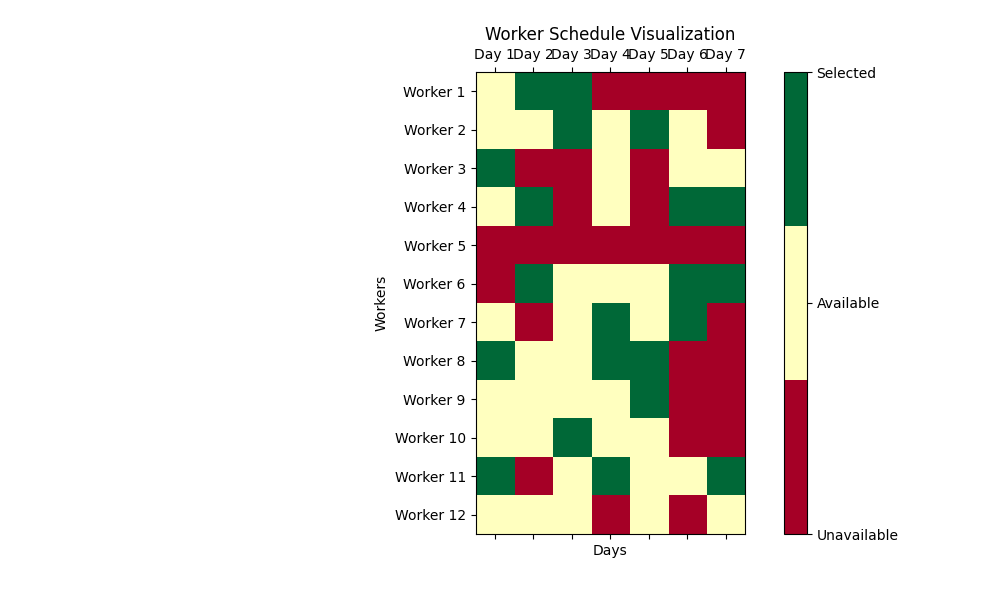 Worker Schedule Visualization
Day 1 Day 2 Day 3 Day 4 Day 5 Day 6 Day 7
Selected
Worker 1
Worker 2
Worker 3
Worker 4
Worker 5
Worker 6
Workers
Available
Worker 7
Worker 8
Worker 9
Worker 10
Worker 11
Worker 12
Unavailable
Days